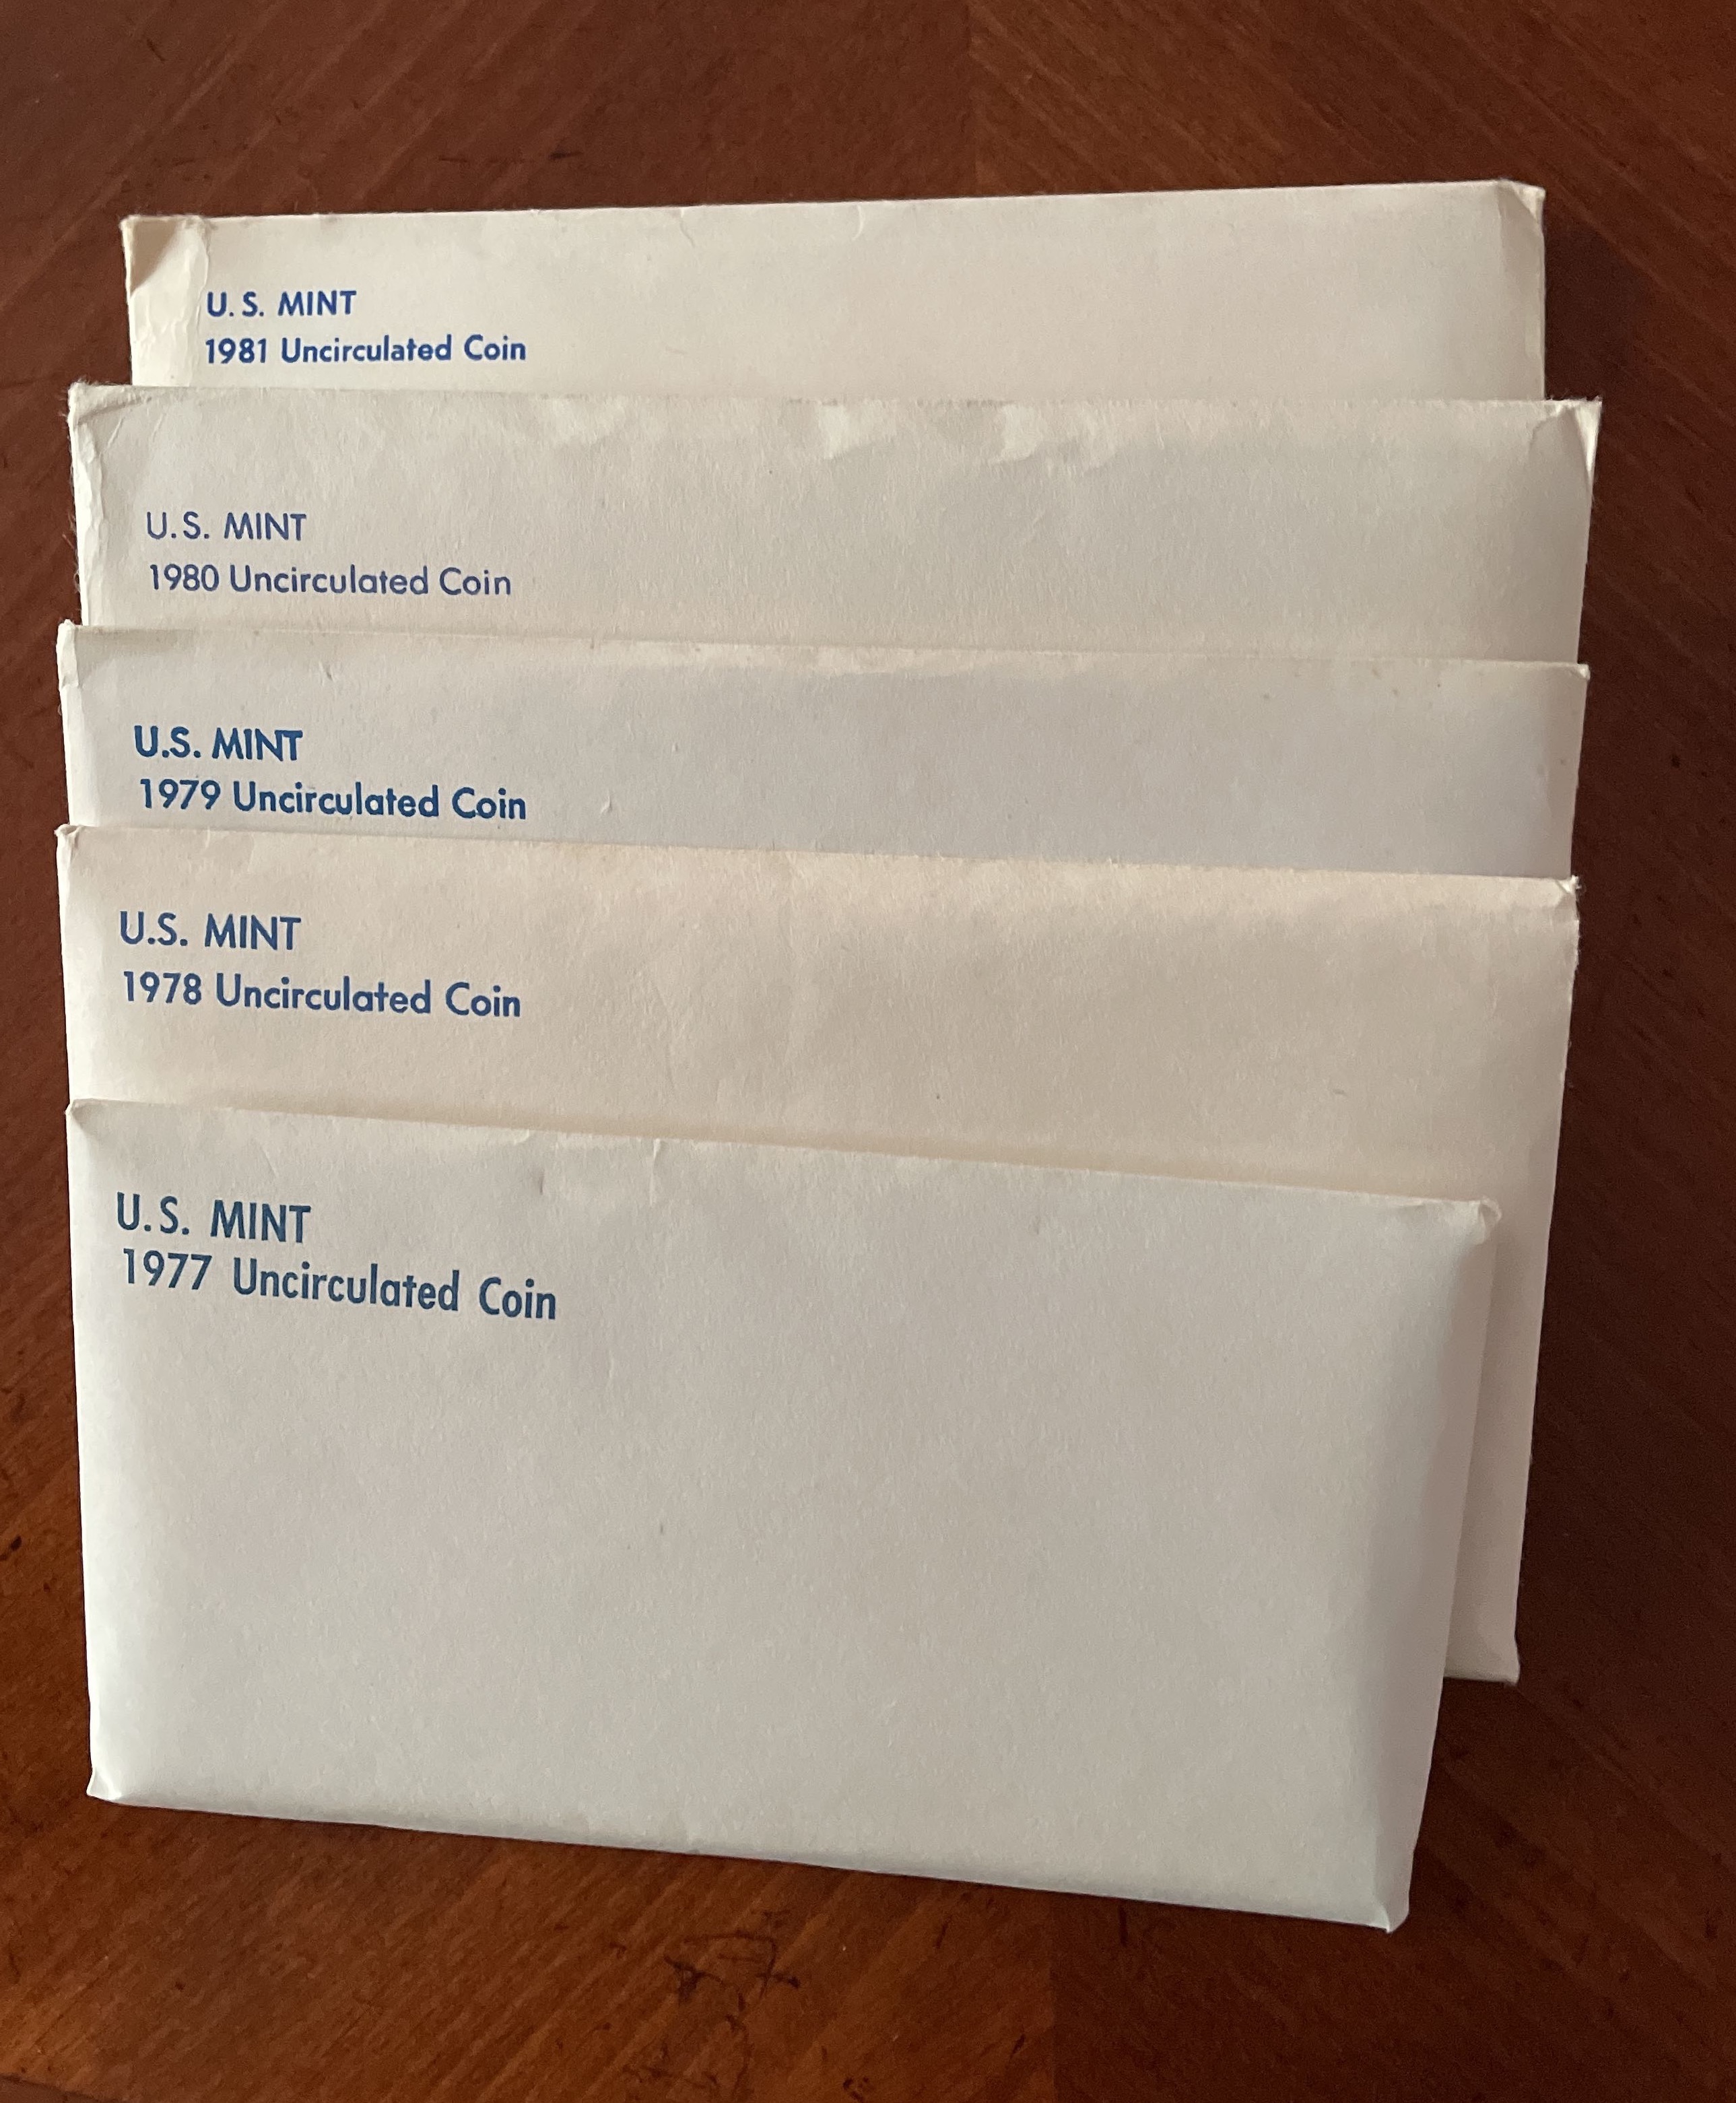 U.S. MINT
1981 Uncirculated Coin
U.S. MINT
1980 Uncirculated Coin
U.S. MINT
1979 Uncirculated Coin
U.S. MINT
1978 Uncirculated Coin
U.S. MINT
1977 Uncirculated Coin